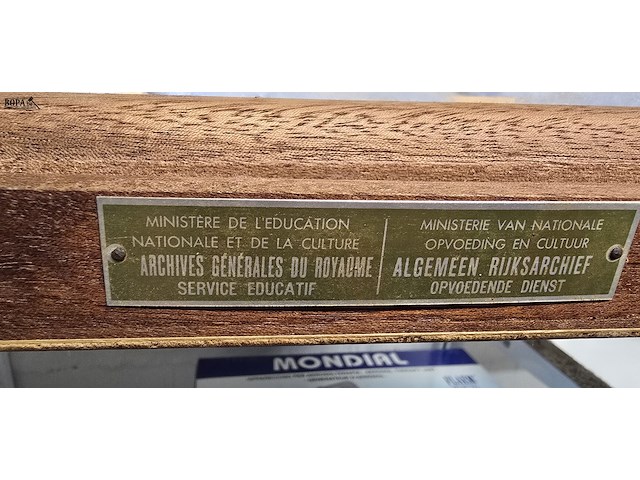 BOPA
MINISTÈRE DE L'EDUCATION
NATIONALE ET DE LA CULTURE
ARCHIVES GÉNÉRALES DU ROYAUME
SERVICE EDUCATIF
MINISTERIE VAN NATIONALE
OPVOEDING EN CULTUUR
ALGEMEEN RIJKSARCHIEF
OPVOEDENDE DIENST
MONDIAL